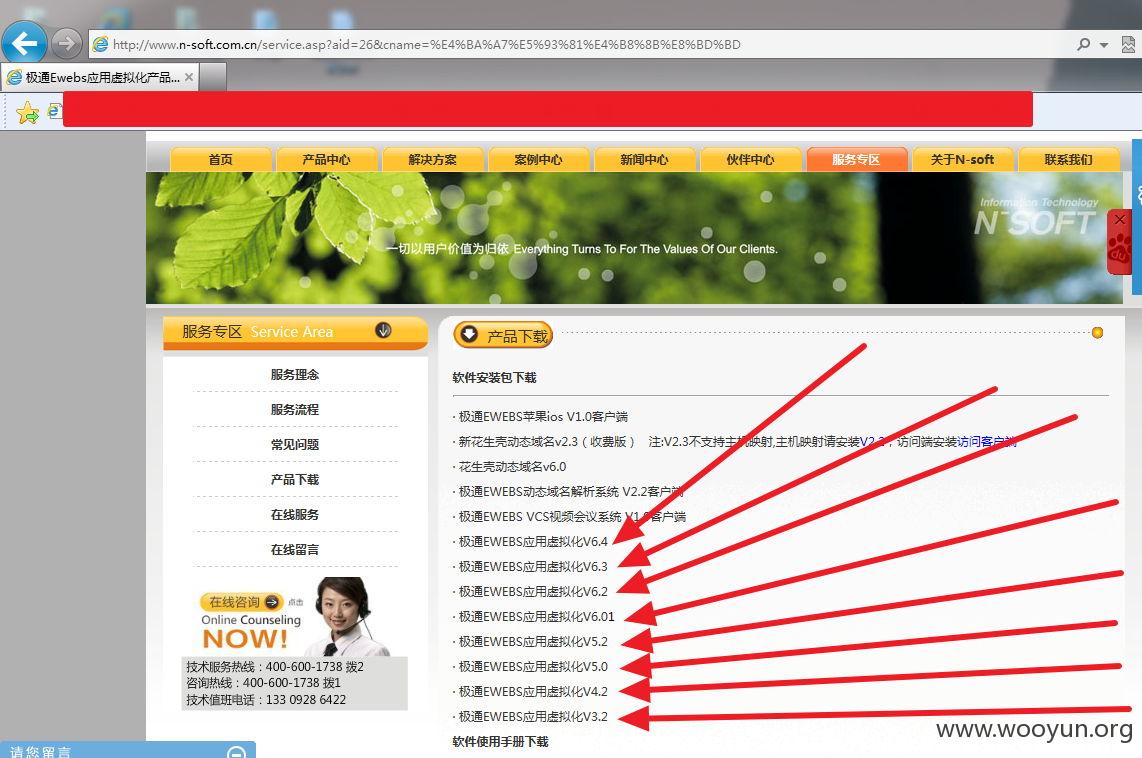 http://www.n-soft.com.cn/service.asp?aid=26&cname=%E4%BA%A7%E5%93%81%E4%B8%8B%E8%BD%BD
极通Ewebs应用虚拟化产品...
首页 产品中心 解决方案 案例中心 新闻中心 伙伴中心 服务专区 关于N-soft 联系我们
Information Technology
N-SOFT
一切以用户价值为归依 Everything Turns To For The Values Of Our Clients.
du
服务专区 Service Area
服务理念
服务流程
常见问题
产品下载
在线服务
在线留言
在线咨询 点击
Online Counseling
NOW!
技术服务热线：400-600-1738 拨2
咨询热线：400-600-1738 拨1
技术值班电话：133 0928 6422
产品下载
软件安装包下载
· 极通EWEBS苹果ios V1.0客户端
· 新花生壳动态域名v2.3（收费版） 注:V2.3不支持主机映射,主机映射请安装V2.2，访问端安装访问客户端
· 花生壳动态域名v6.0
· 极通EWEBS动态域名解析系统 V2.2客户端
· 极通EWEBS VCS视频会议系统 客户端
· 极通EWEBS应用虚拟化V6.4
· 极通EWEBS应用虚拟化V6.3
· 极通EWEBS应用虚拟化V6.2
· 极通EWEBS应用虚拟化V6.01
· 极通EWEBS应用虚拟化V5.2
· 极通EWEBS应用虚拟化V5.0
· 极通EWEBS应用虚拟化V4.2
· 极通EWEBS应用虚拟化V3.2
软件使用手册下载
请您留言
www.wooyun.org